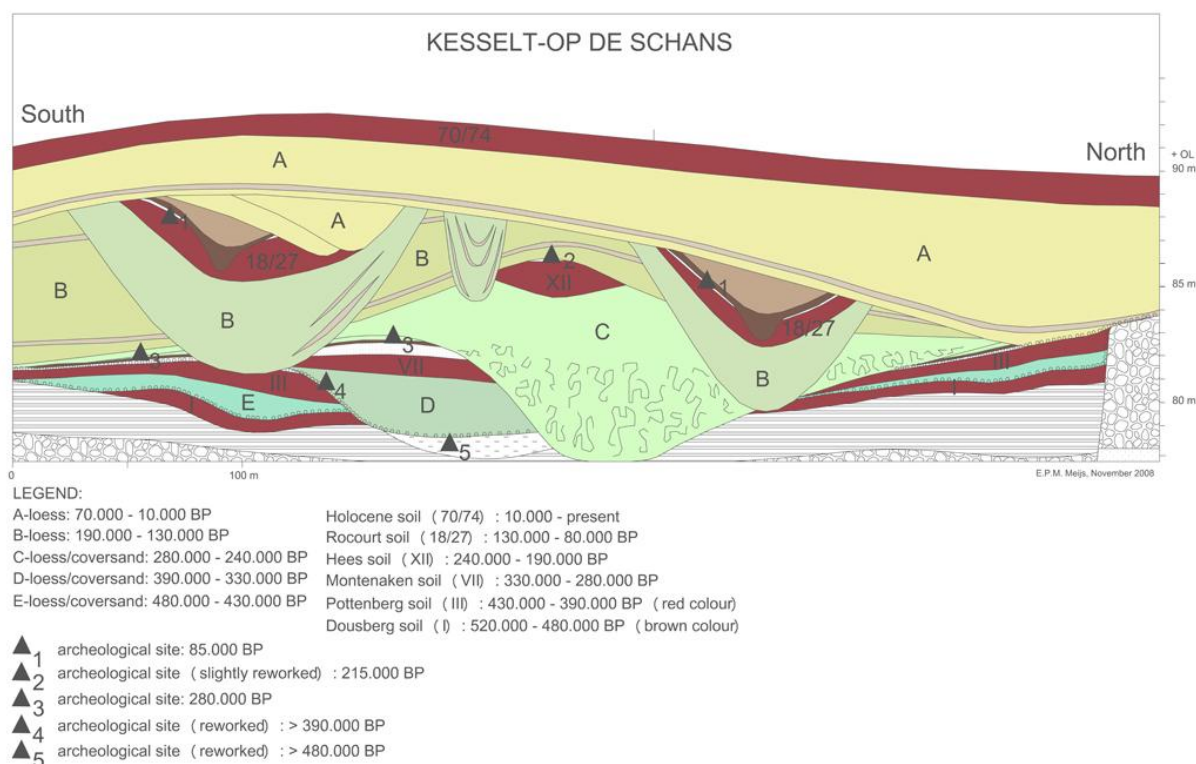 KESSELT-OP DE SCHANS
South
North
+ OL
90 m
85 m
80 m
70/74
A
A
A
1
18/27
B
B
B
2
XII
C
1
18/27
B
3
3
VII
III
4
I
E
D
5
III
I
0
100 m
E.P.M. Meijs, November 2008
LEGEND:
A-loess: 70.000 - 10.000 BP
B-loess: 190.000 - 130.000 BP
C-loess/coversand: 280.000 - 240.000 BP
D-loess/coversand: 390.000 - 330.000 BP
E-loess/coversand: 480.000 - 430.000 BP
Holocene soil ( 70/74) : 10.000 - present
Rocourt soil ( 18/27) : 130.000 - 80.000 BP
Hees soil ( XII) : 240.000 - 190.000 BP
Montenaken soil ( VII) : 330.000 - 280.000 BP
Pottenberg soil ( III) : 430.000 - 390.000 BP ( red colour)
Dousberg soil ( I) : 520.000 - 480.000 BP ( brown colour)
1 archeological site: 85.000 BP
2 archeological site ( slightly reworked) : 215.000 BP
3 archeological site: 280.000 BP
4 archeological site ( reworked) : > 390.000 BP
5 archeological site ( reworked) : > 480.000 BP